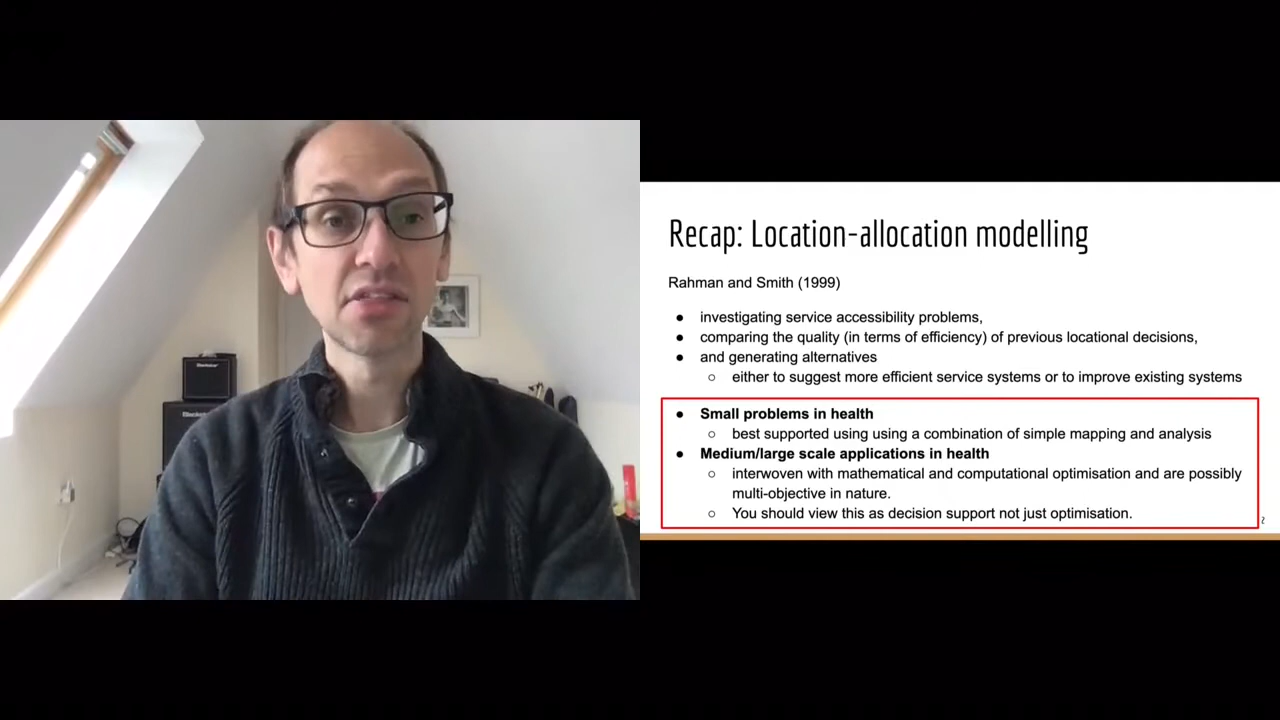 Recap: Location-allocation modelling
Rahman and Smith (1999)
● investigating service accessibility problems,
● comparing the quality (in terms of efficiency) of previous locational decisions,
● and generating alternatives
○ either to suggest more efficient service systems or to improve existing systems
● Small problems in health
○ best supported using using a combination of simple mapping and analysis
● Medium/large scale applications in health
○ interwoven with mathematical and computational optimisation and are possibly
multi-objective in nature.
○ You should view this as decision support not just optimisation.
2
Blackstar